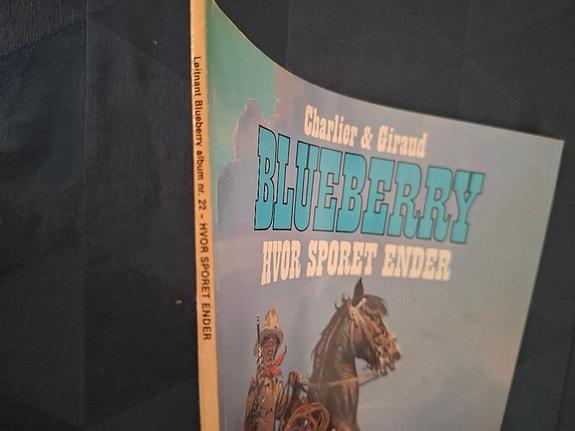 Løjtnant Blueberry album nr. 22 - HVOR SPORET ENDER
Charlier & Giraud
BLUEBERRY
HVOR SPORET ENDER